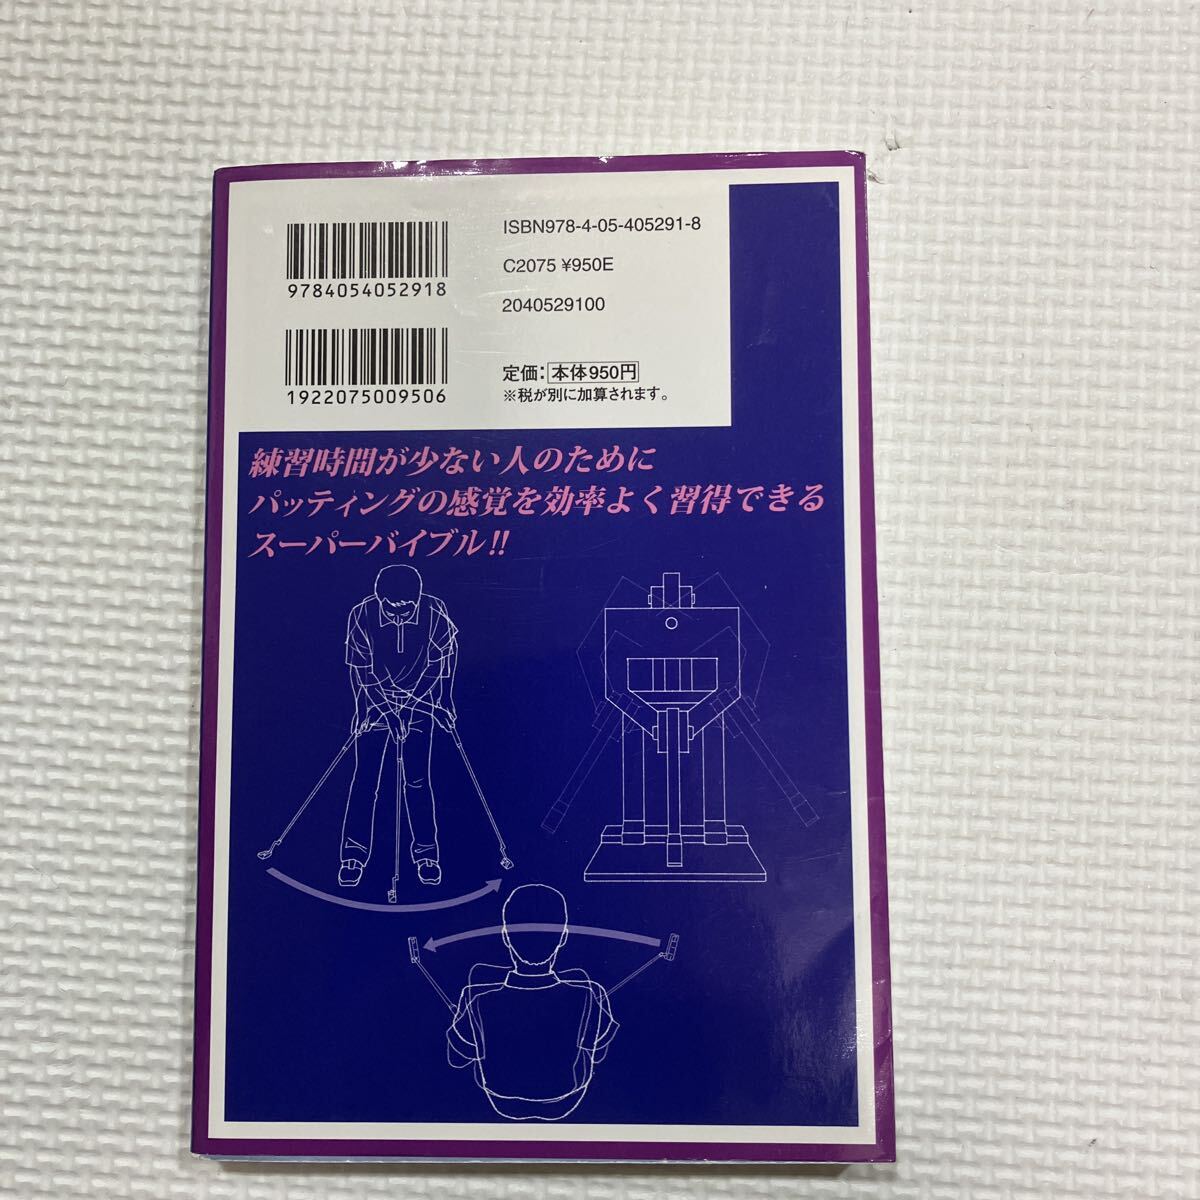 ISBN978-4-05-405291-8
9784054052918
C2075 ¥950E
2040529100
1922075009506
定価：本体950円
※税が別に加算されます。
練習時間が少ない人のために
パッティングの感覚を効率よく習得できる
スーパーバイブル!!